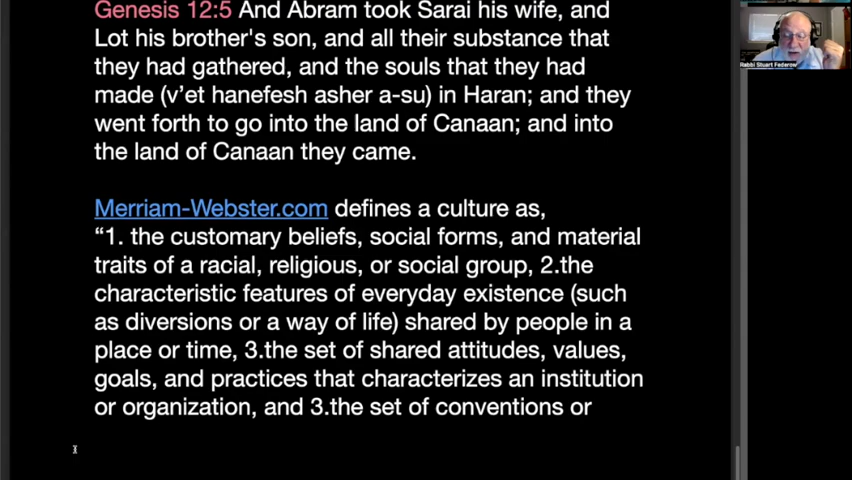 Genesis 12:5 And Abram took Sarai his wife, and
Lot his brother's son, and all their substance that
they had gathered, and the souls that they had
made (v’et hanefesh asher a-su) in Haran; and they
went forth to go into the land of Canaan; and into
the land of Canaan they came.
Merriam-Webster.com defines a culture as,
“1. the customary beliefs, social forms, and material
traits of a racial, religious, or social group, 2.the
characteristic features of everyday existence (such
as diversions or a way of life) shared by people in a
place or time, 3.the set of shared attitudes, values,
goals, and practices that characterizes an institution
or organization, and 3.the set of conventions or
Rabbi Stuart Federow